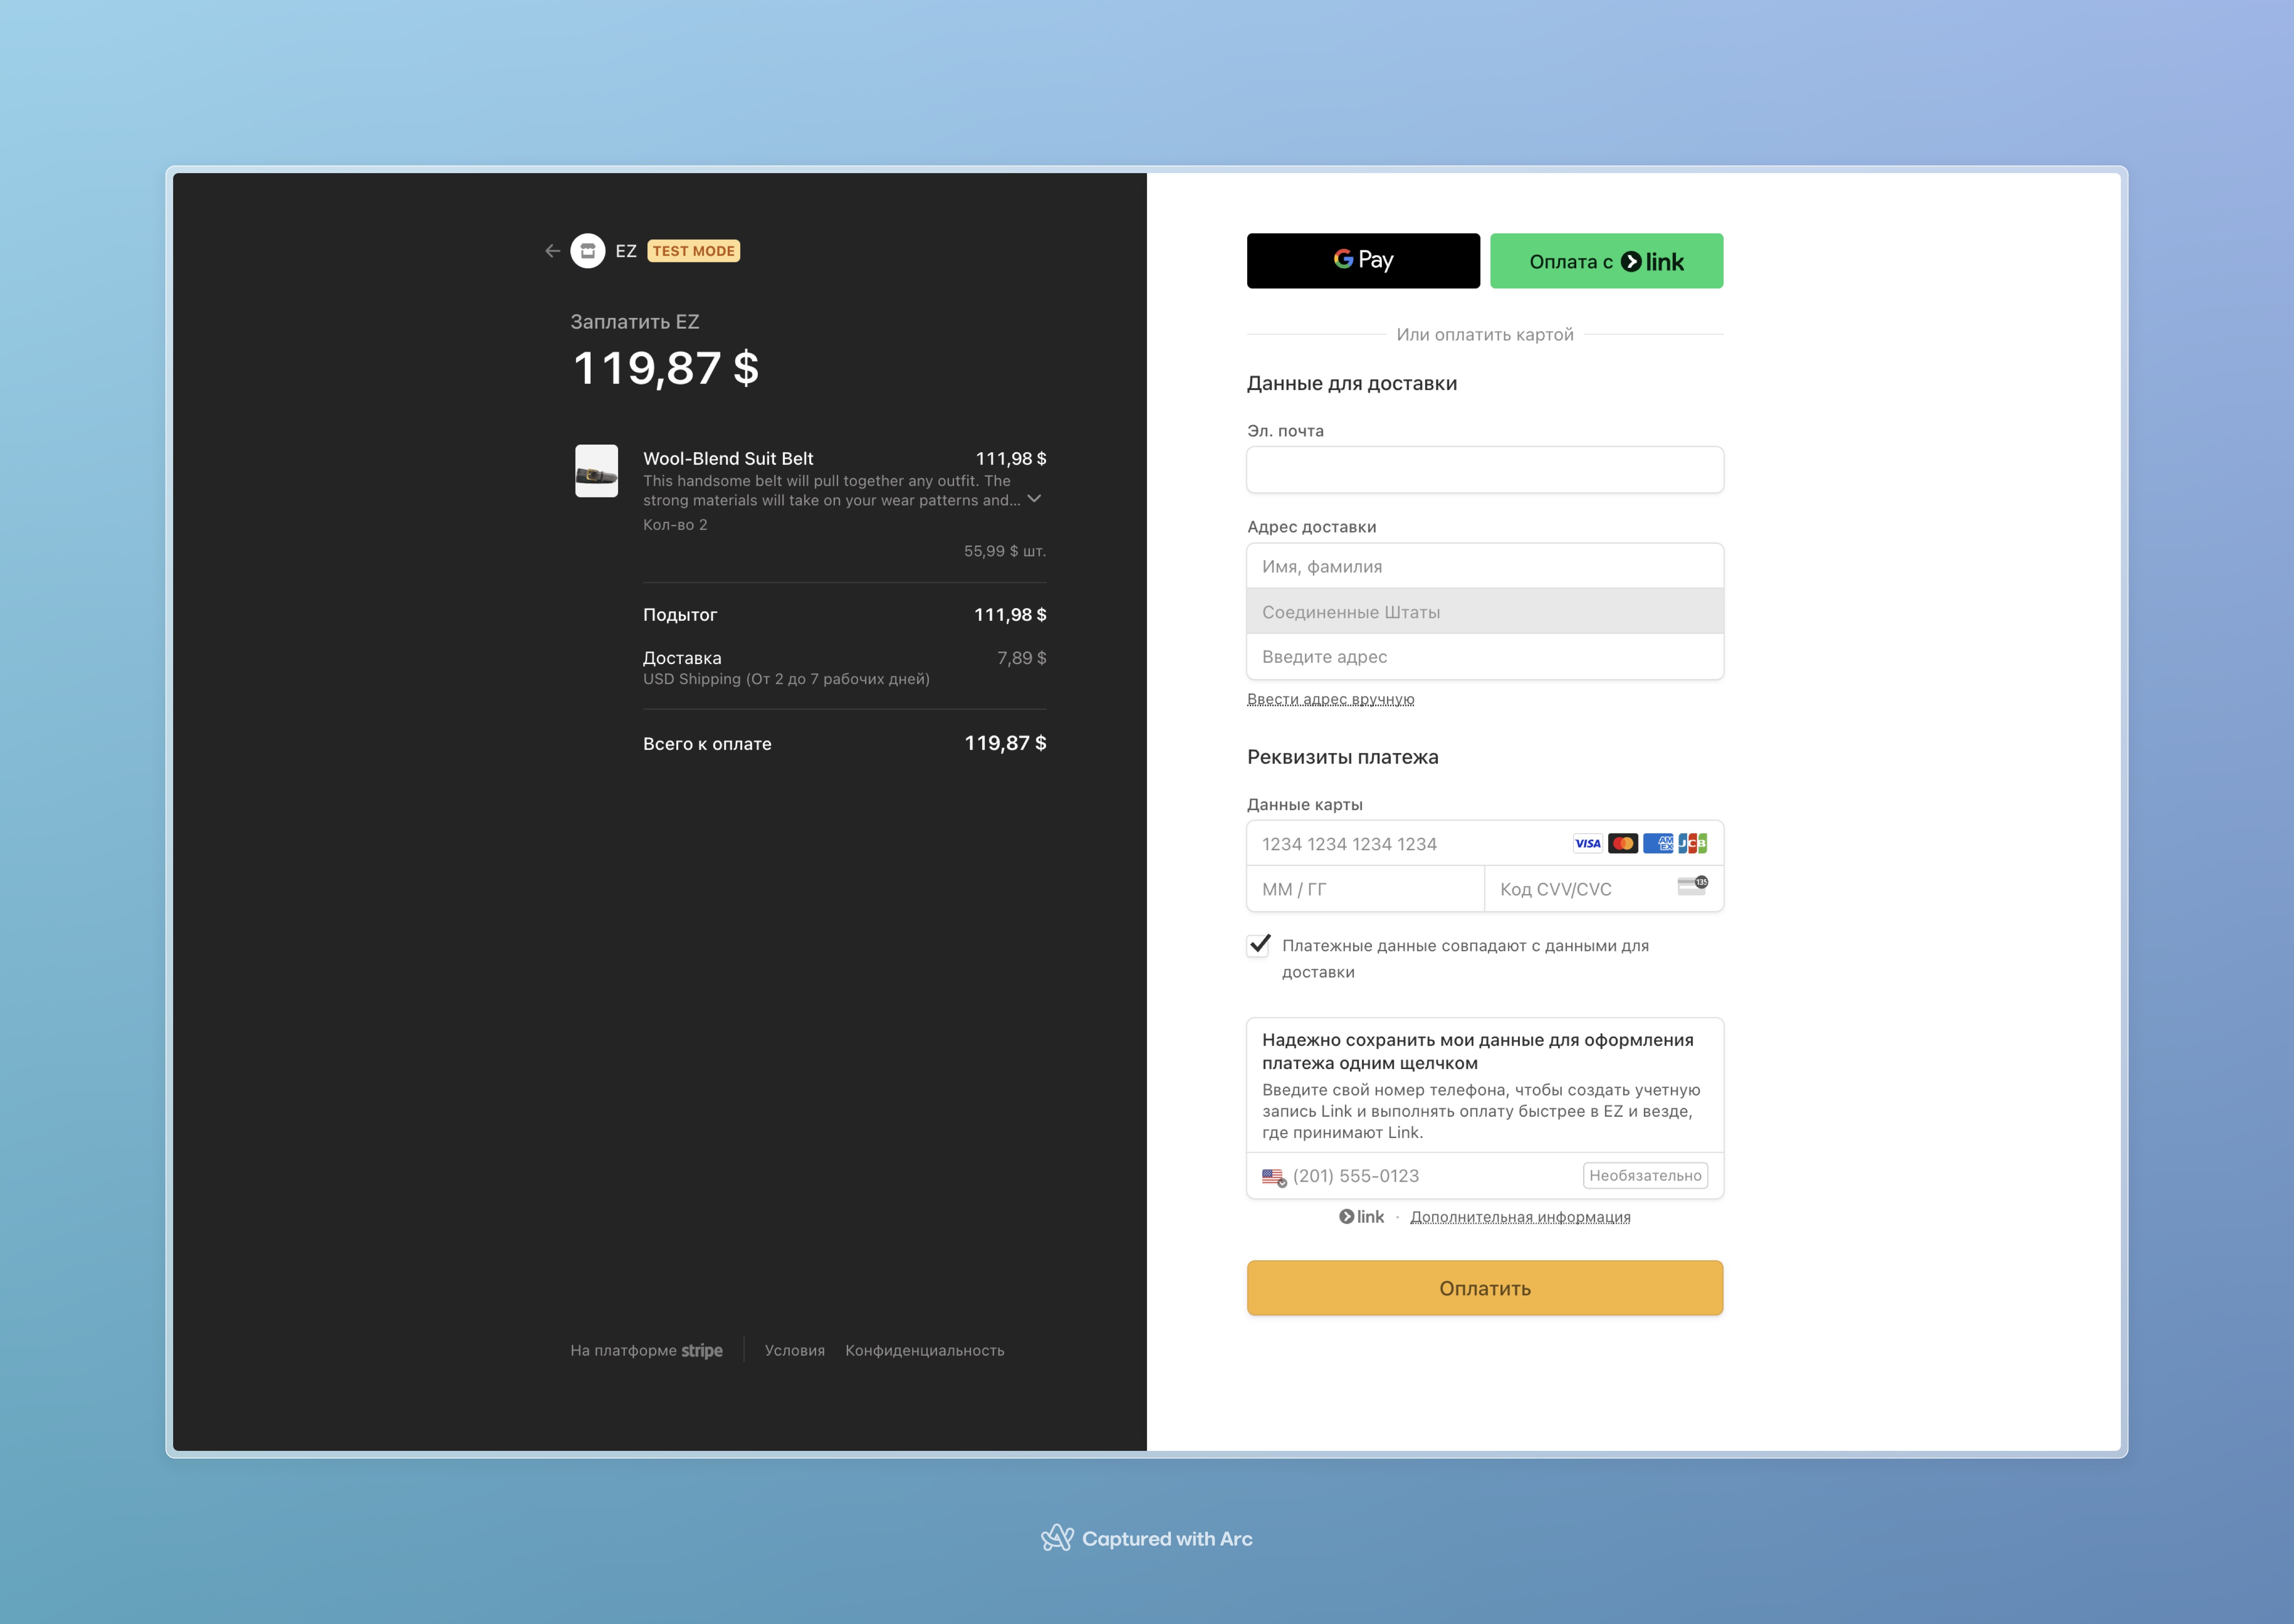 EZ TEST MODE
Заплатить EZ
119,87 $
Wool-Blend Suit Belt 111,98 $
This handsome belt will pull together any outfit. The
strong materials will take on your wear patterns and...
Кол-во 2
55,99 $ шт.
Подытог 111,98 $
Доставка 7,89 $
USD Shipping (От 2 до 7 рабочих дней)
Всего к оплате 119,87 $
На платформе stripe Условия Конфиденциальность
G Pay Оплата с link
Или оплатить картой
Данные для доставки
Эл. почта
Адрес доставки
Имя, фамилия
Соединенные Штаты
Введите адрес
Ввести адрес вручную
Реквизиты платежа
Данные карты
1234 1234 1234 1234 VISA AMEX JCB
ММ / ГГ Код CVV/CVC 135
Платежные данные совпадают с данными для
доставки
Надежно сохранить мои данные для оформления
платежа одним щелчком
Введите свой номер телефона, чтобы создать учетную
запись Link и выполнять оплату быстрее в EZ и везде,
где принимают Link.
(201) 555-0123 Необязательно
link · Дополнительная информация
Оплатить
Captured with Arc